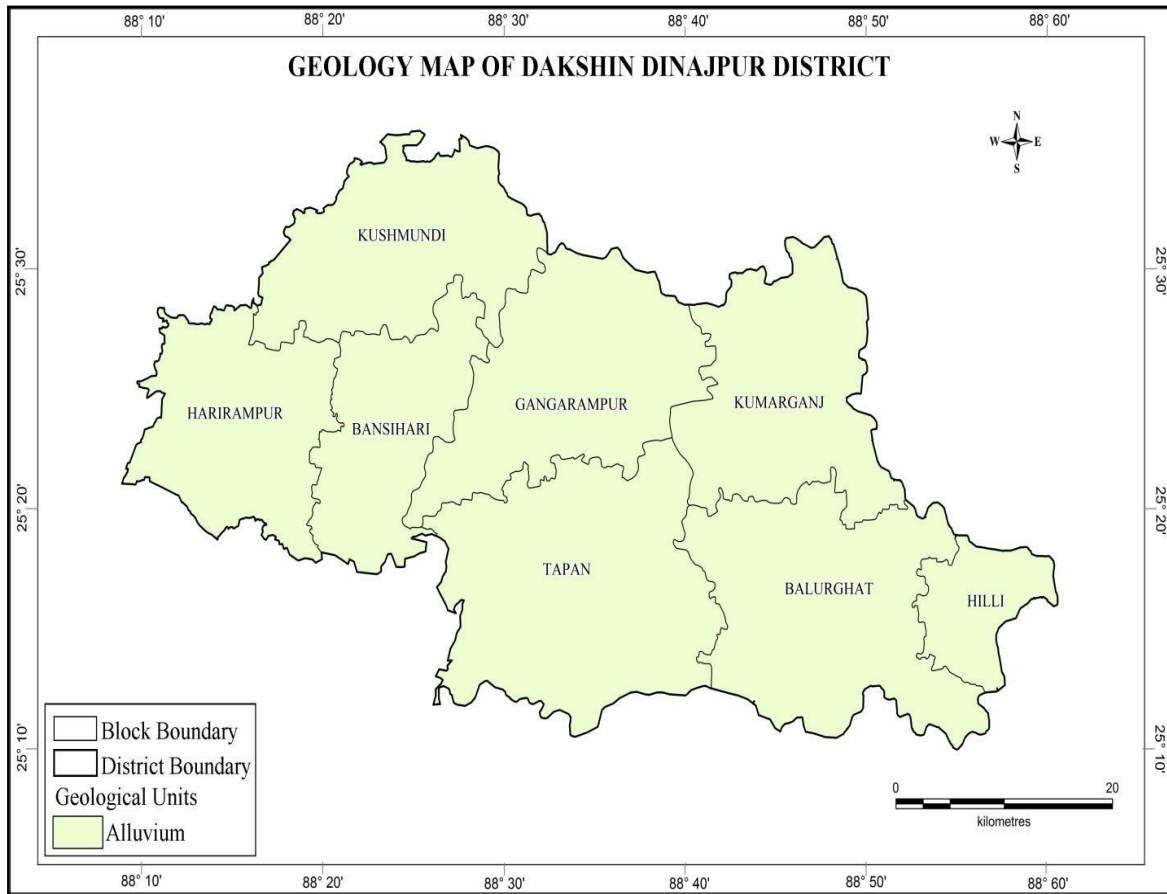 88° 10' 88° 20' 88° 30' 88° 40' 88° 50' 88° 60'
GEOLOGY MAP OF DAKSHIN DINAJPUR DISTRICT
N
W E
S
KUSHMUNDI
25° 30' 25° 30'
HARIRAMPUR
BANSIHARI
GANGARAMPUR
KUMARGANJ
25° 20' 25° 20'
TAPAN
BALURGHAT
HILLI
25° 10' 25° 10'
Block Boundary
District Boundary
Geological Units
Alluvium
0 20
kilometres
88° 10' 88° 20' 88° 30' 88° 40' 88° 50' 88° 60'